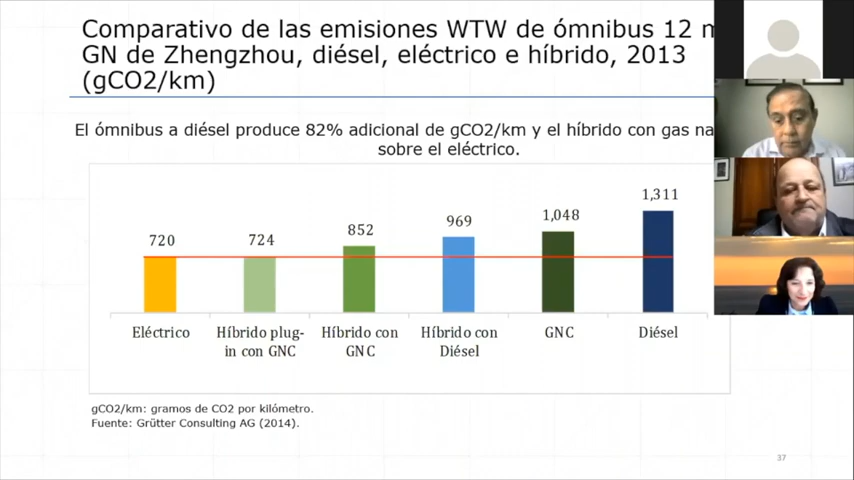 Comparativo de las emisiones WTW de ómnibus 12 m
GN de Zhengzhou, diésel, eléctrico e híbrido, 2013
(gCO2/km)
El ómnibus a diésel produce 82% adicional de gCO2/km y el híbrido con gas na
sobre el eléctrico.
720
724
852
969
1,048
1,311
Eléctrico
Híbrido plug-
in con GNC
Híbrido con
GNC
Híbrido con
Diésel
GNC
Diésel
gCO2/km: gramos de CO2 por kilómetro.
Fuente: Grütter Consulting AG (2014).
37